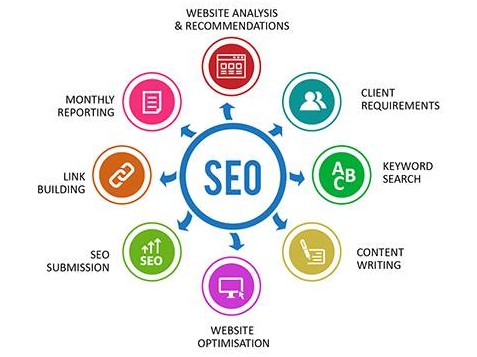 WEBSITE ANALYSIS
& RECOMMENDATIONS
CLIENT
REQUIREMENTS
KEYWORD
SEARCH
A
B
C
CONTENT
WRITING
WEBSITE
OPTIMISATION
SEO
SUBMISSION
SEO
LINK
BUILDING
MONTHLY
REPORTING
SEO